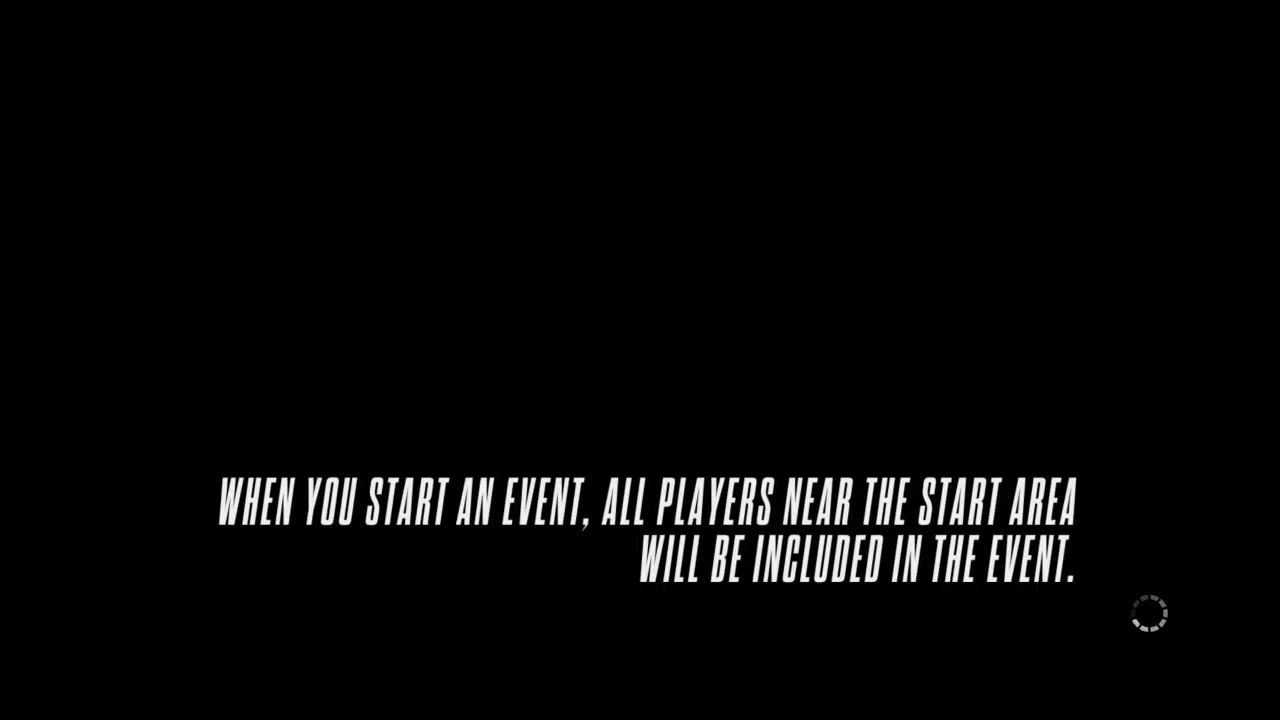 WHEN YOU START AN EVENT, ALL PLAYERS NEAR THE START AREA
WILL BE INCLUDED IN THE EVENT.